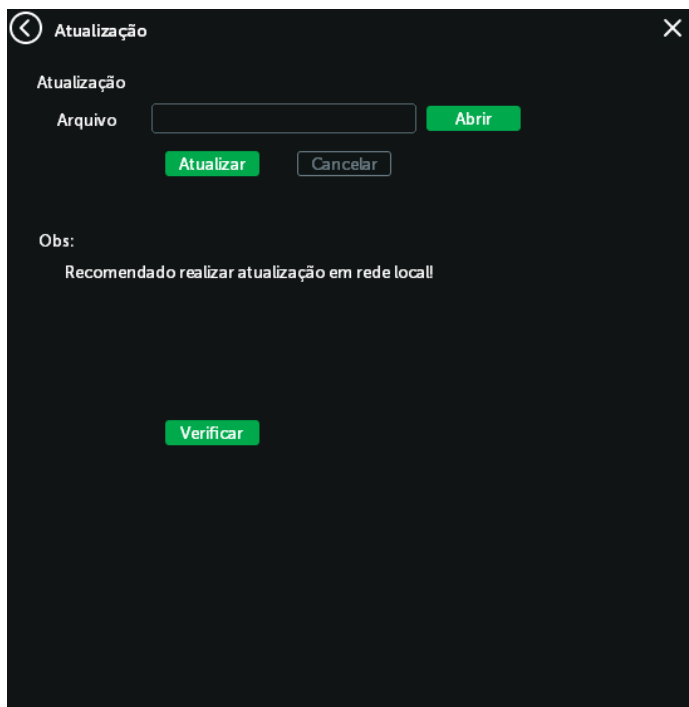 Atualização
Atualização
Arquivo Abrir
Atualizar Cancelar
Obs:
Recomendado realizar atualização em rede local!
Verificar